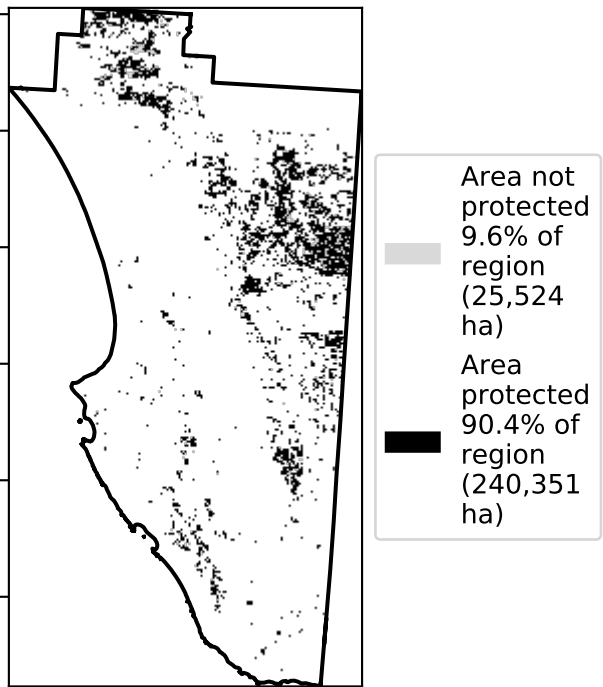 Area not
protected
9.6% of
region
(25,524
ha)
Area
protected
90.4% of
region
(240,351
ha)